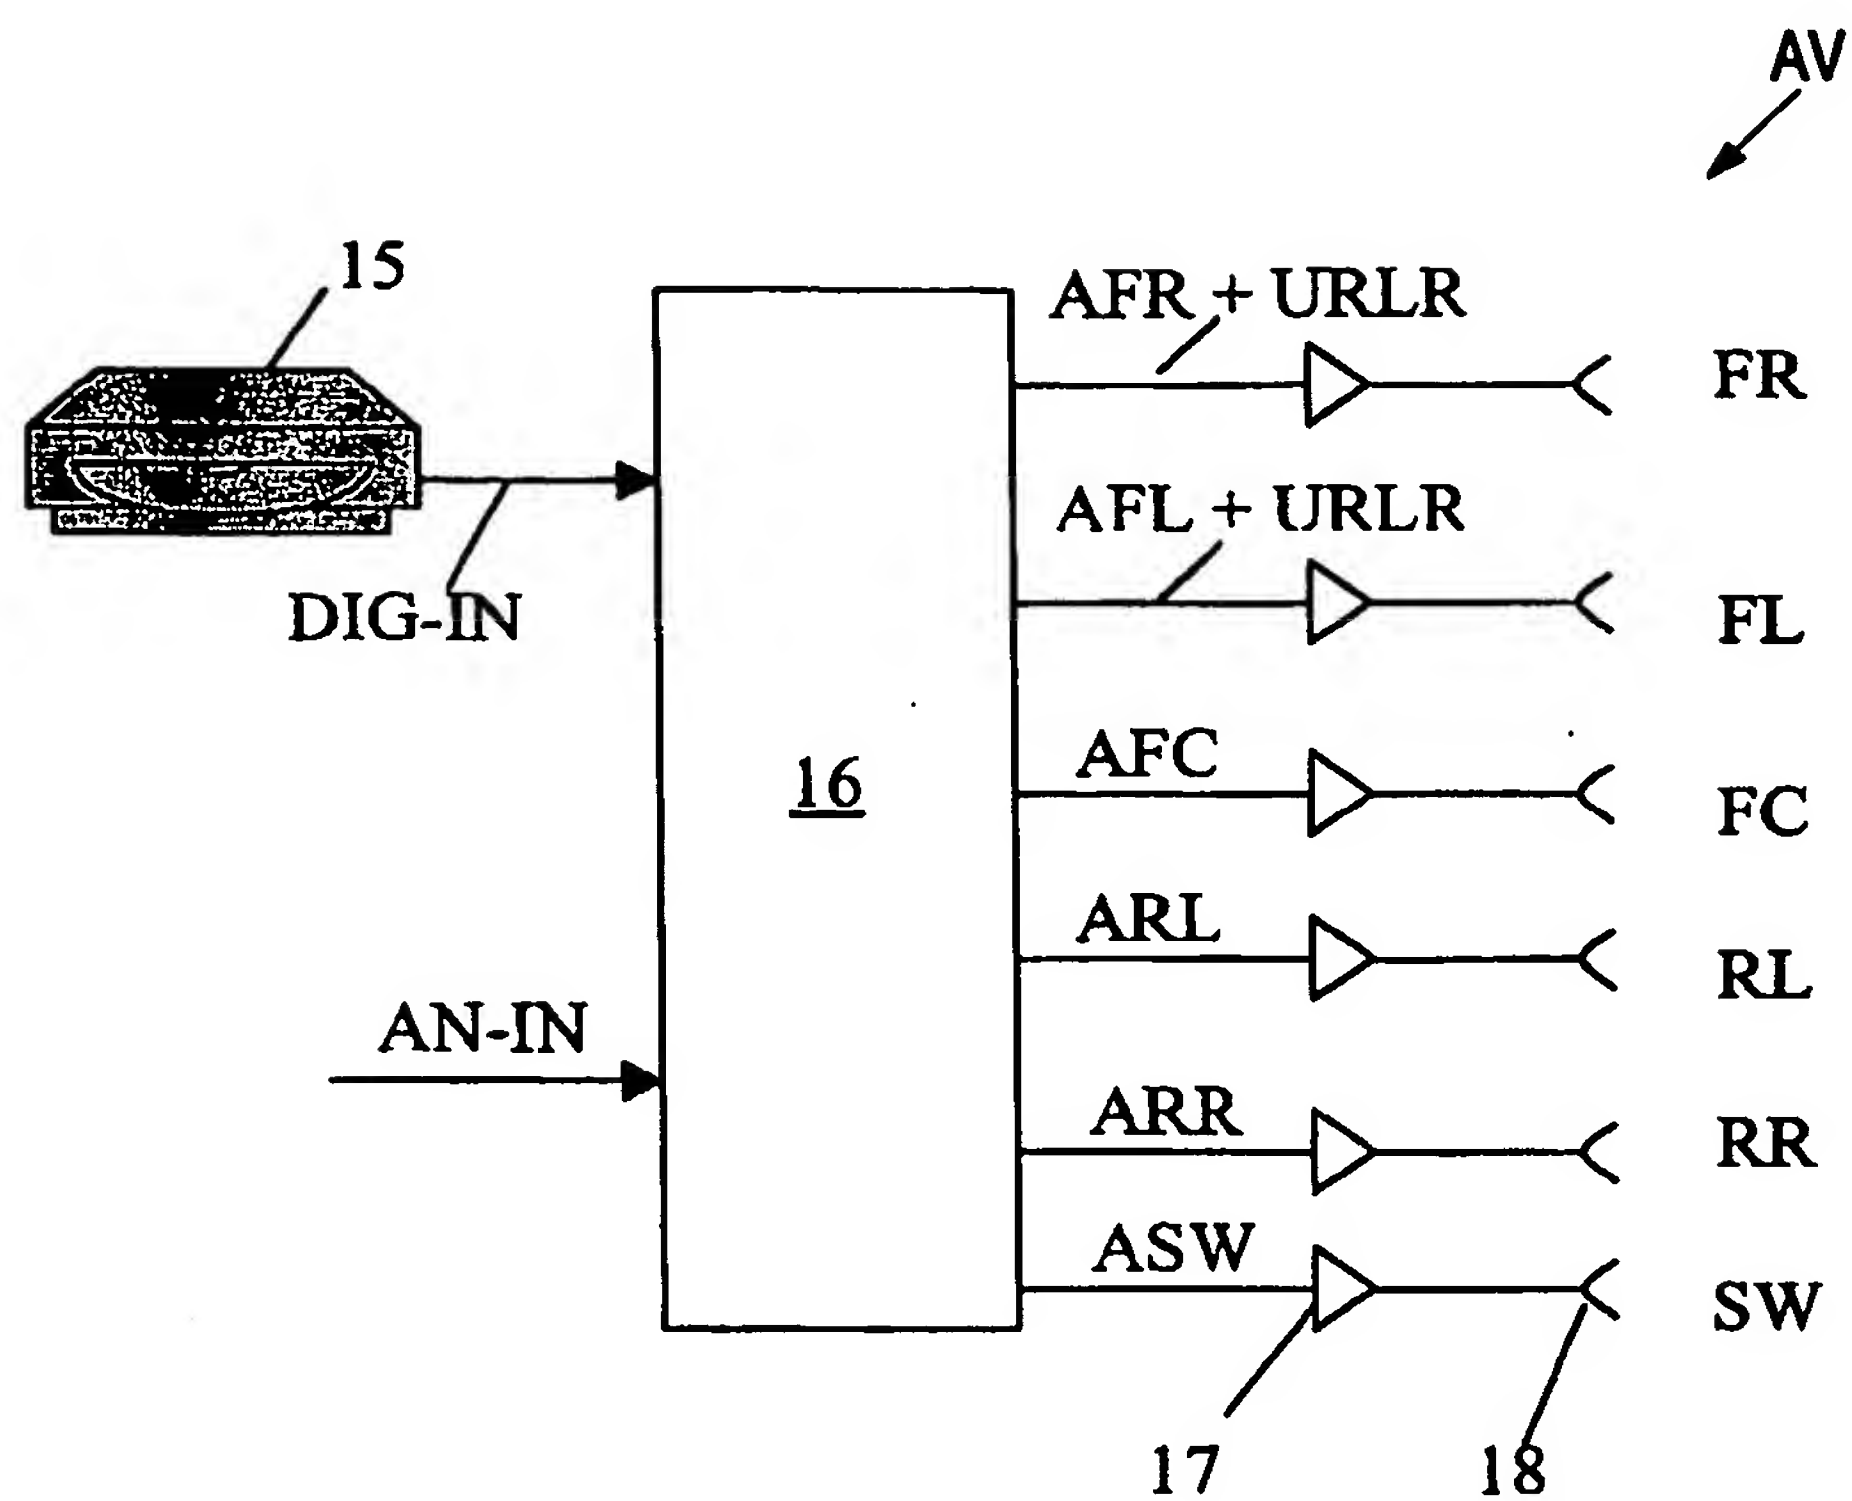 AV
15
AFR + URLR
FR
AFL + URLR
DIG-IN
FL
AFC
16
FC
ARL
RL
AN-IN
ARR
RR
ASW
SW
17
18